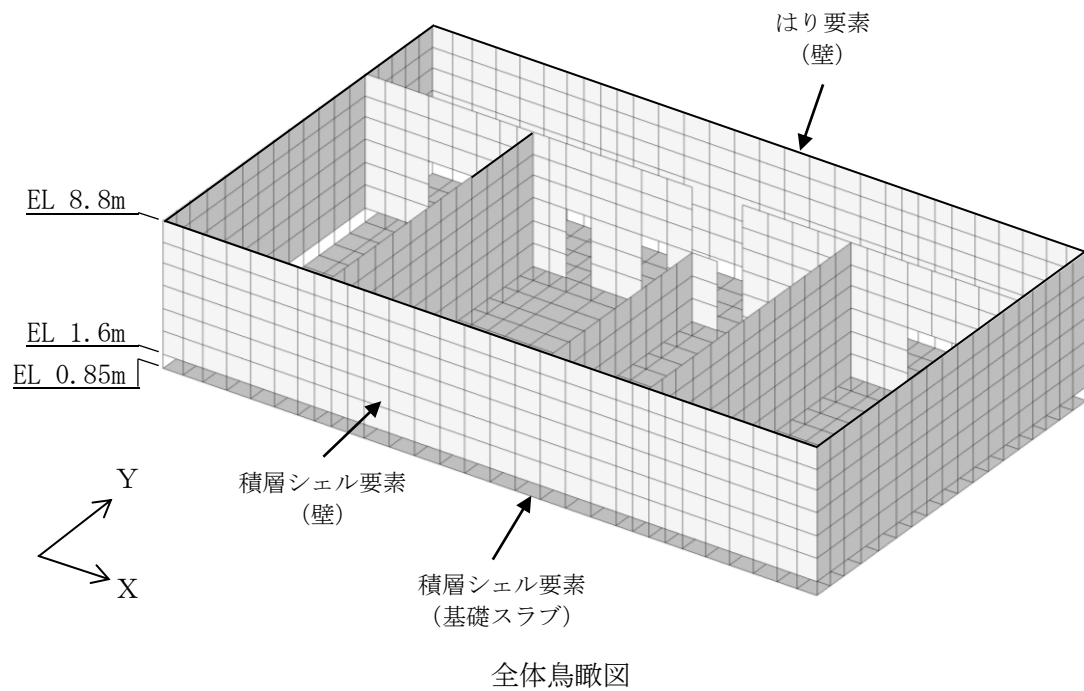 はり要素
(壁)
EL 8.8m
EL 1.6m
EL 0.85m
積層シェル要素
(壁)
Y
X
積層シェル要素
(基礎スラブ)
全体鳥瞰図